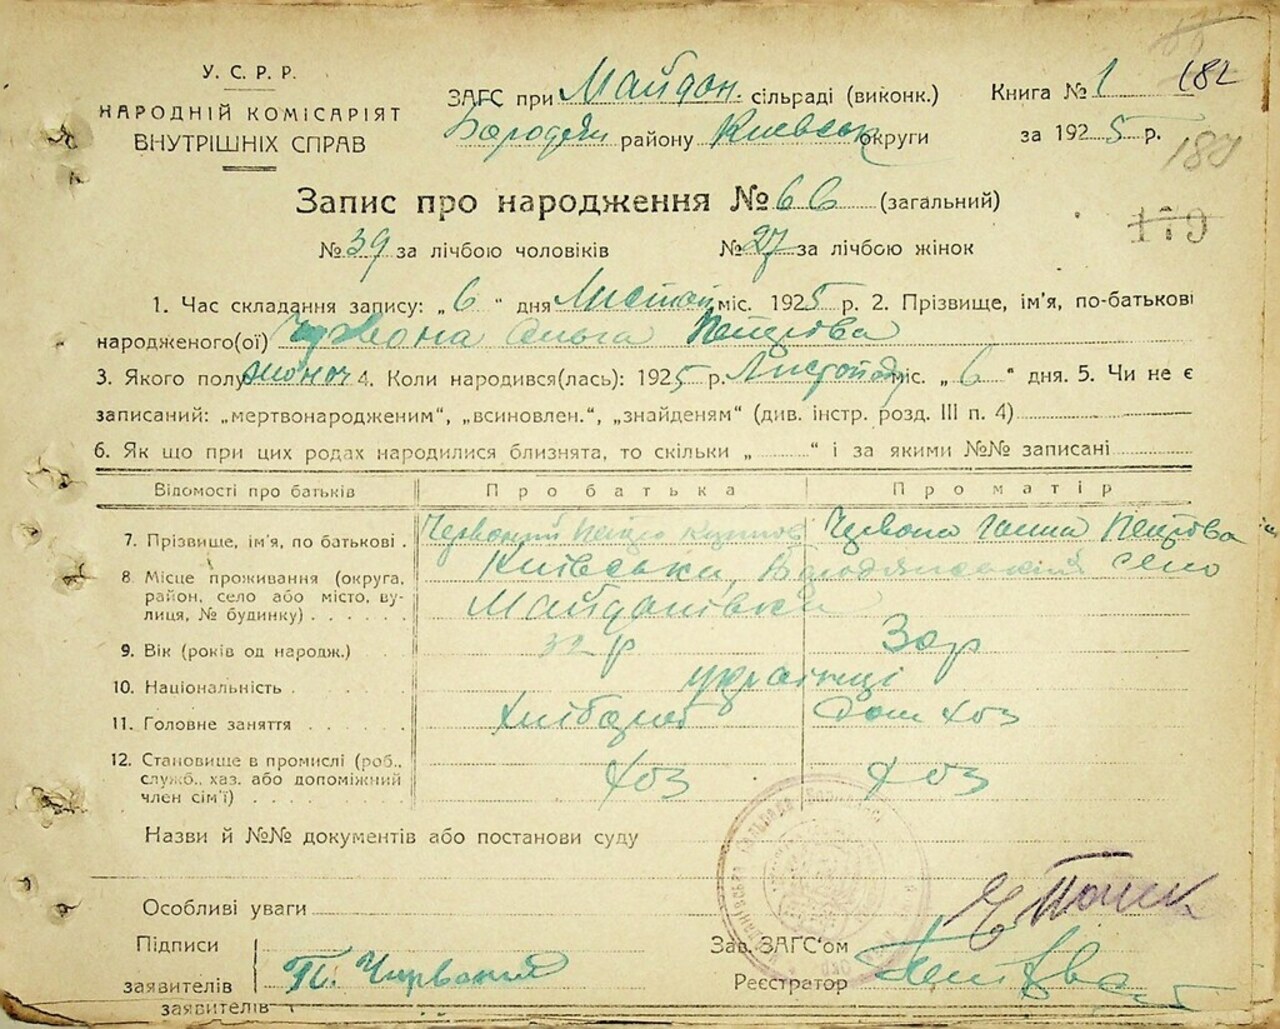 У. С. Р. Р.
НАРОДНІЙ КОМІСАРІЯТ
ВНУТРІШНІХ СПРАВ
ЗАГС при Майдан. сільраді (виконк.)
Бородян району Киевськ округи
Книга № 1 182
за 1925 р.
180
179
Запис про народження № 66 (загальний)
№ 39 за лічбою чоловіків № 27 за лічбою жінок
1. Час складання запису: „ 6 “ дня Листопад міс. 1925 р. 2. Прізвище, ім'я, по-батькові
народженого(ої) Червона Ольга Петрова
3. Якого полу жіноч 4. Коли народився(лась): 1925 р. Листопаду міс. „ 6 “ дня. 5. Чи не є
записаний: „мертвонародженим“, „всиновлен.“, „знайденям“ (див. інстр. розд. III п. 4)
6. Як що при цих родах народилися близнята, то скільки „ “ і за якими №№ записані
Відомості про батьків Про батька Про матір
7. Прізвище, ім'я, по батькові . Червоний Петро Червона Ганна Петрова
8 Місце проживання (округа, Київська, Бородянський село
район, село або місто, ву-
лиця, № будинку) . . . . . . Майданівка
9. Вік (років од народж.) 32 р 30 р
10. Національність . українці
11. Головне заняття . . . . . . Хлібороб Дом хоз
12. Становище в промислі (роб.,
служб., хаз. або допоміжний хоз хоз
член сім'ї) . . . . . . . . .
Назви й №№ документів або постанови суду
Особливі уваги
Підписи
заявителів П. Червоний
Зав. ЗАГС'ом
Реєстратор
заявителів